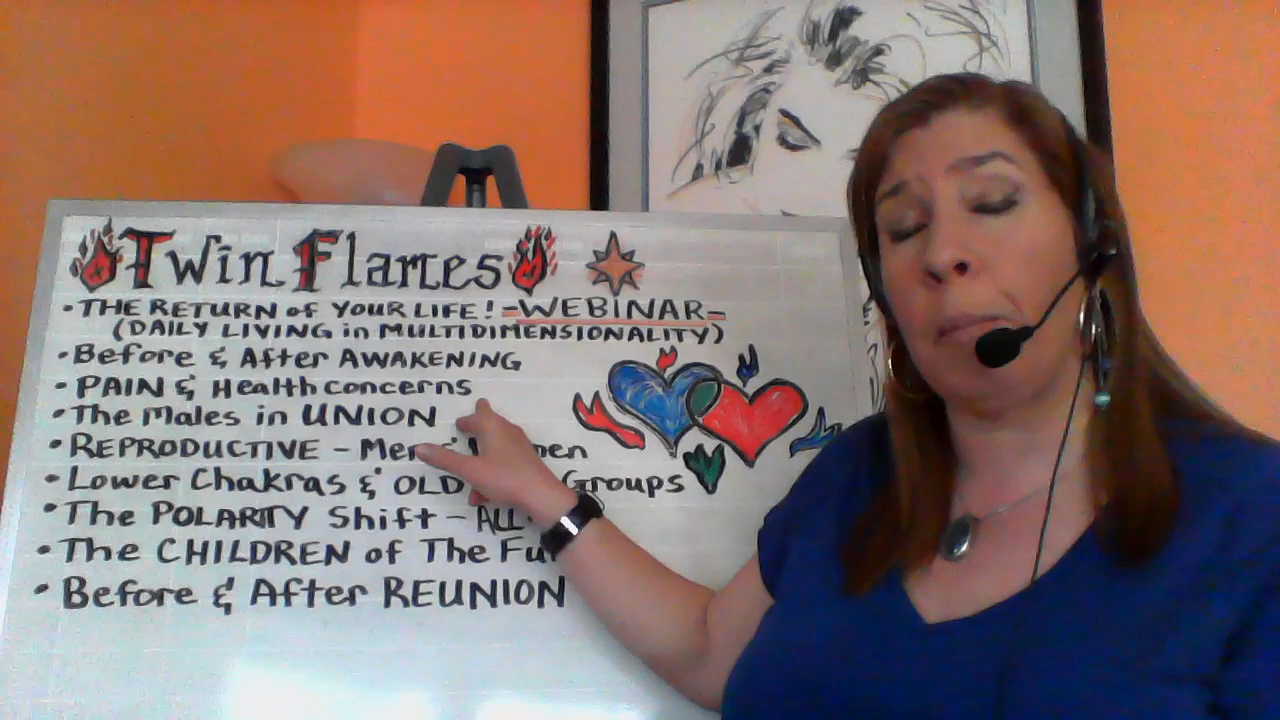 Twin Flames
• THE RETURN of YOUR LIFE! -WEBINAR-
(DAILY LIVING in MULTIDIMENSIONALITY)
• Before & After AWAKENING
• PAIN & Health concerns
• The Males in UNION
• REPRODUCTIVE -
• Lower Chakras & OLD Groups
• The POLARITY Shift - ALL
• The CHILDREN of The
• Before & After REUNION